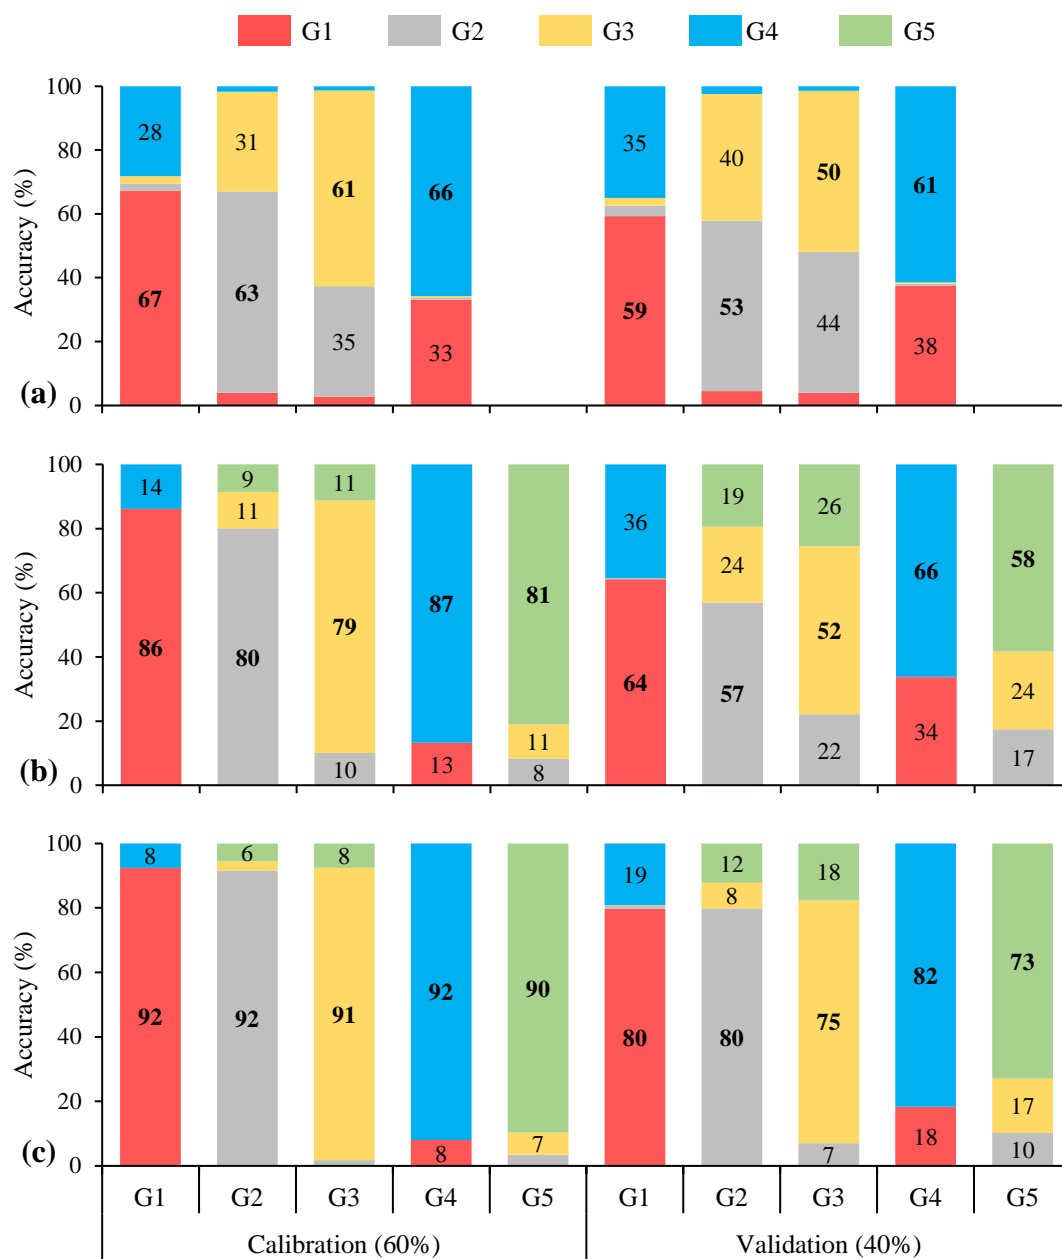 G1 G2 G3 G4 G5
100
80
60
40
20
0
Accuracy (%)
(a)
28 31 61 66 35 40 50 61
67 63 35 33 59 53 44 38
100
80
60
40
20
0
Accuracy (%)
(b)
14 9 11 87 81 36 19 26 66 58
86 11 79 13 11 64 24 52 34 24
80 10 8 57 22 17
100
80
60
40
20
0
Accuracy (%)
(c)
8 6 8 92 90 19 12 18 82 73
92 92 91 8 7 80 8 75 18 17
80 7 10
G1 G2 G3 G4 G5 G1 G2 G3 G4 G5
Calibration (60%) Validation (40%)